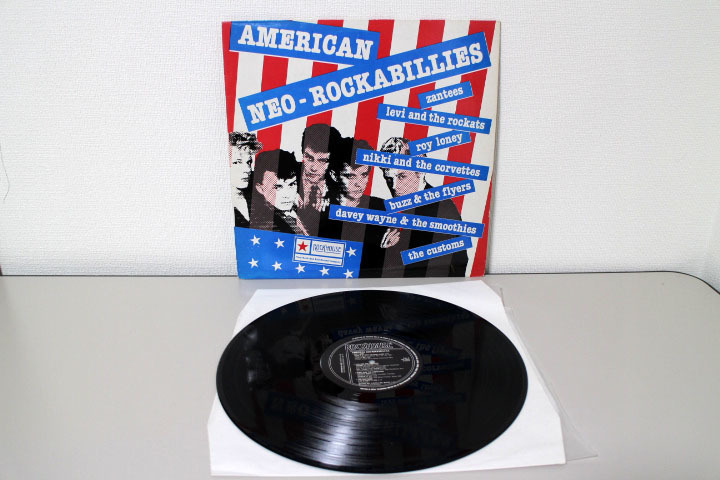 AMERICAN
NEO-ROCKABILLIES
zantees
levi and the rockats
roy loney
nikki and the corvettes
buzz & the flyers
davey wayne & the smoothies
the customs
ROCKHOUSE